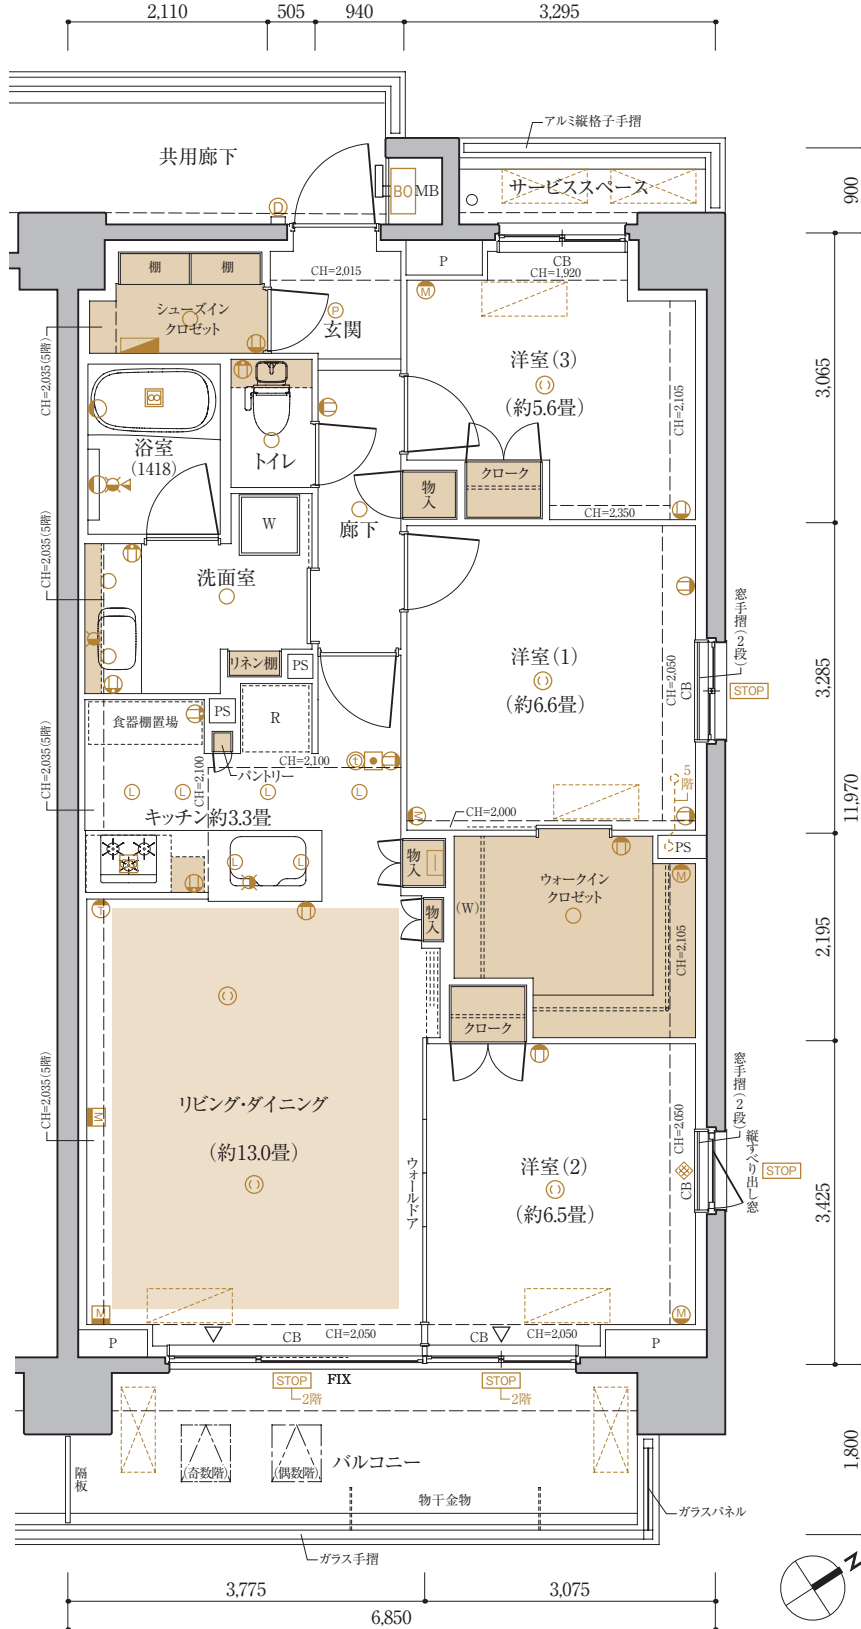 2,110
505
940
3,295
アルミ縦格子手摺
共用廊下
サービススペース
BO
MB
D
900
棚
棚
CH=2,015
P
CB
CH=1,920
M
シューズイン
クロゼット
P
玄関
CH=2,035(5階)
洋室(3)
(約5.6畳)
CH=2,105
3,065
浴室
(1418)
トイレ
クローク
物入
W
廊下
CH=2,350
CH=2,035(5階)
洗面室
リネン棚
PS
洋室(1)
(約6.6畳)
CH=2,050
CB
窓手摺(2段)
STOP
3,285
11,970
食器棚置場
PS
R
CH=2,100
CH=2,100
パントリー
t
L
L
L
L
キッチン約3.3畳
CH=2,035(5階)
5階
M
CH=2,000
PS
L
L
物入
ウォークイン
クロゼット
M
(W)
物入
CH=2,105
2,195
T
クローク
CH=2,035(5階)
M
リビング・ダイニング
(約13.0畳)
ウォールドア
洋室(2)
(約6.5畳)
CH=2,050
CB
窓手摺(2段)
縦すべり出し窓
STOP
3,425
M
M
P
CB
CH=2,050
CB
CH=2,050
P
STOP
2階
FIX
STOP
2階
(奇数階)
(偶数階)
バルコニー
隔板
物干金物
ガラスパネル
ガラス手摺
1,800
N
3,775
3,075
6,850